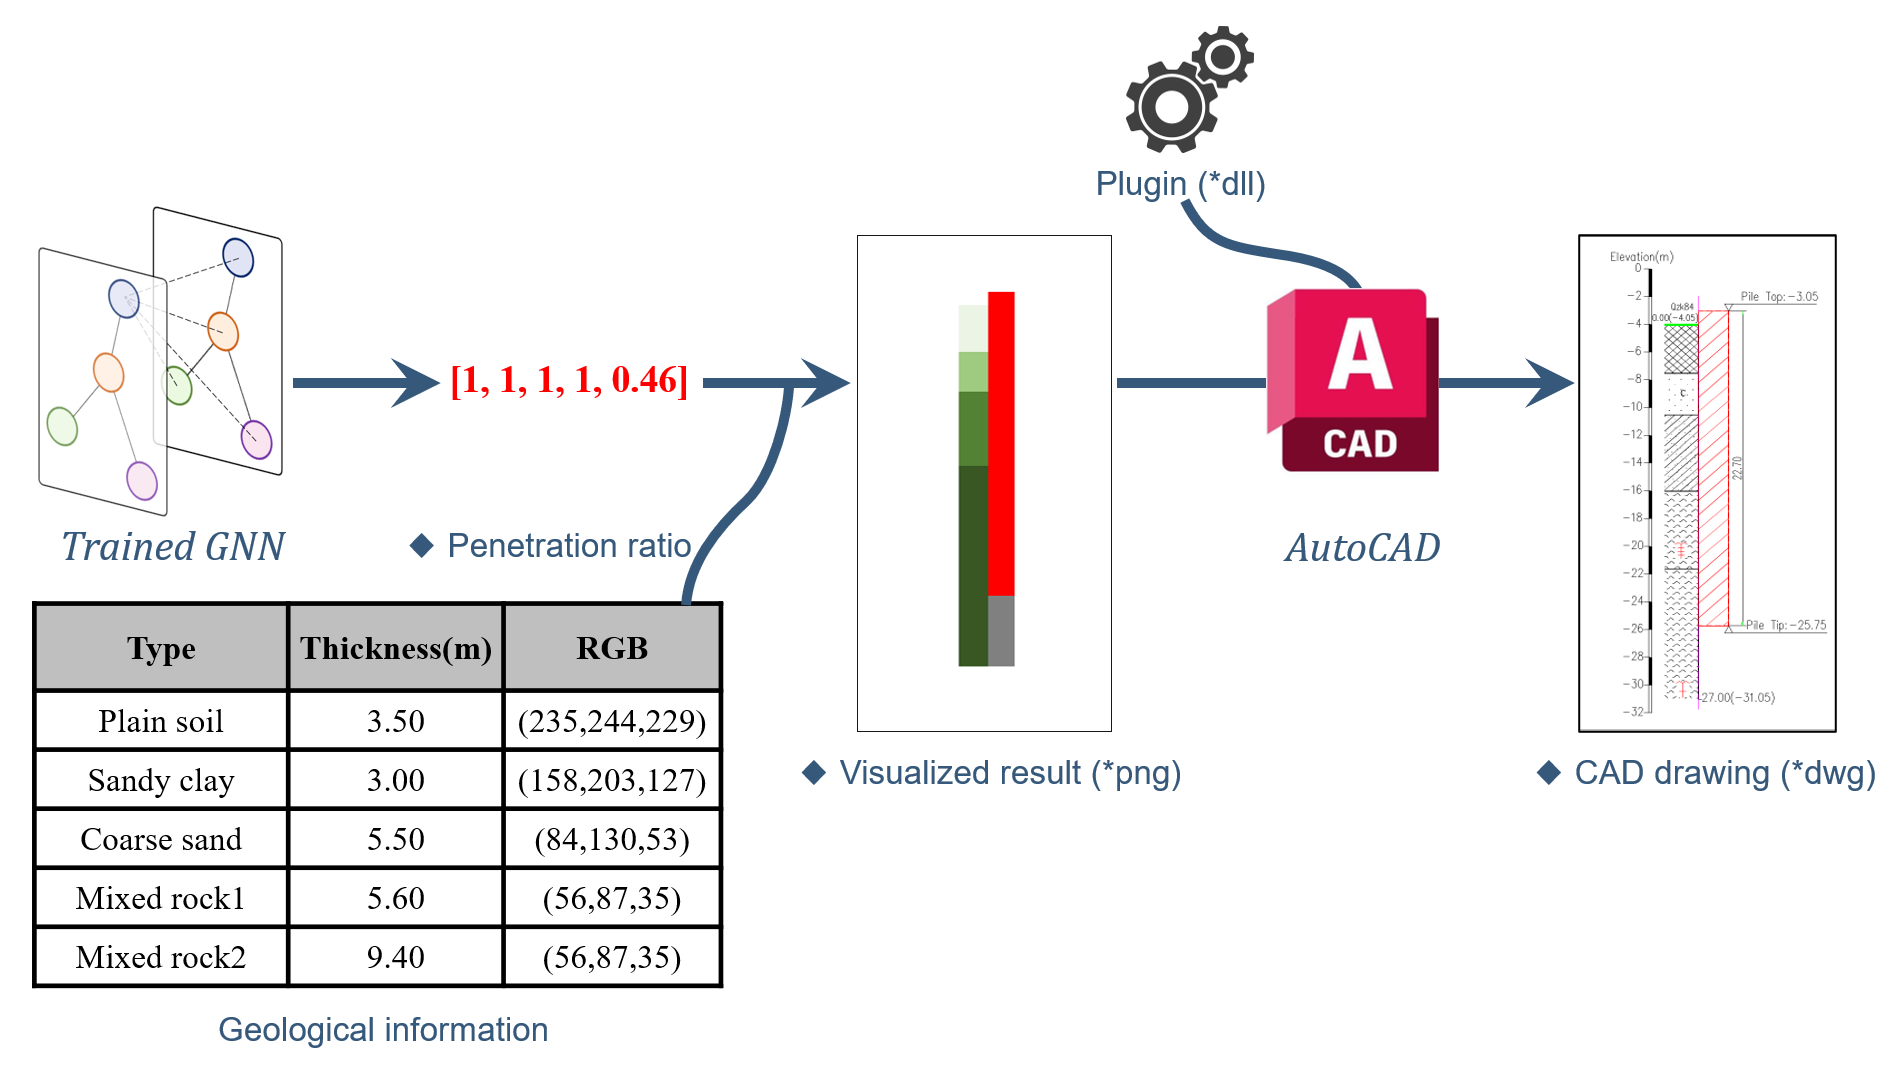 Plugin (*dll)
Trained GNN
[1, 1, 1, 1, 0.46]
◆ Penetration ratio
Type Thickness(m) RGB
Plain soil 3.50 (235,244,229)
Sandy clay 3.00 (158,203,127)
Coarse sand 5.50 (84,130,53)
Mixed rock1 5.60 (56,87,35)
Mixed rock2 9.40 (56,87,35)
Geological information
◆ Visualized result (*png)
A
CAD
AutoCAD
Elevation(m)
0
-2
-4
-6
-8
-10
-12
-14
-16
-18
-20
-22
-24
-26
-28
-30
-32
Qzk84
0.00(-4.05)
C
Pile Top:-3.05
22.70
Pile Tip:-25.75
27.00(-31.05)
◆ CAD drawing (*dwg)